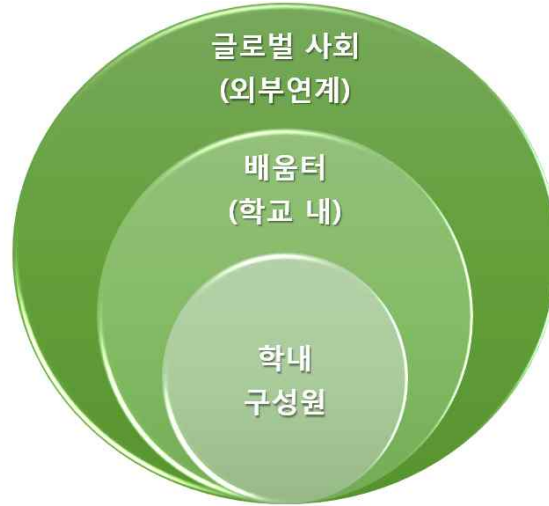 글로벌 사회
(외부연계)
배움터
(학교 내)
학내
구성원